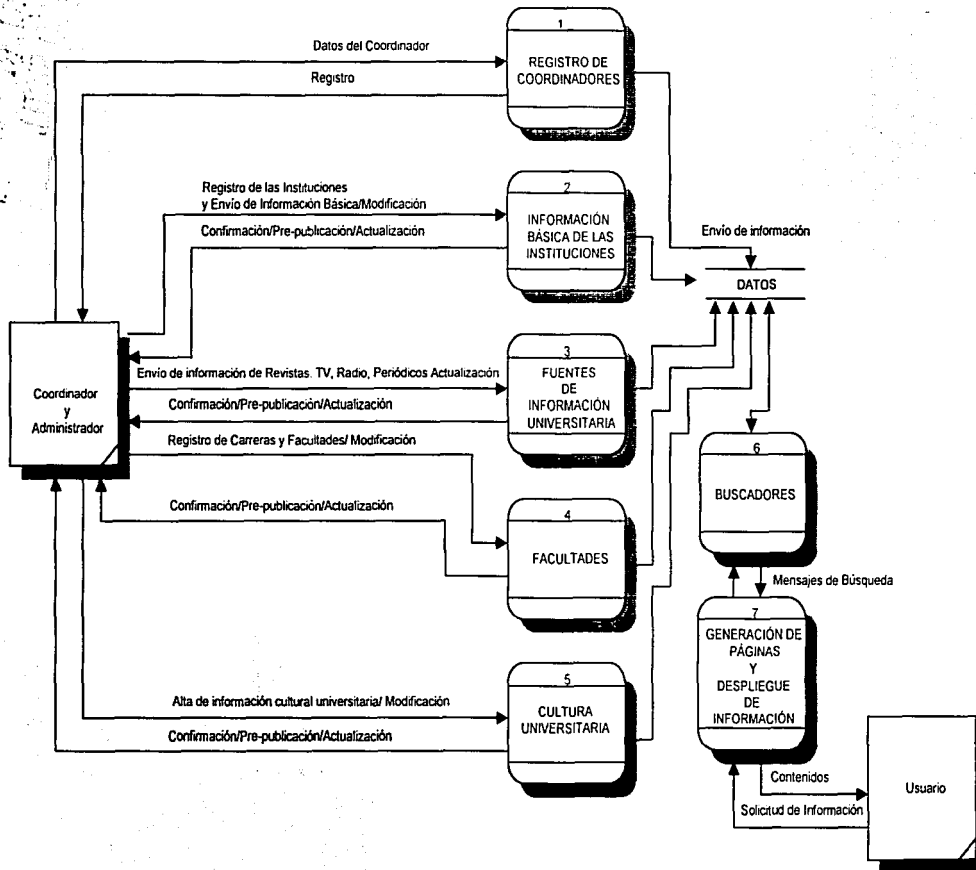 1
REGISTRO DE
COORDINADORES
Datos del Coordinador
Registro
2
INFORMACIÓN
BÁSICA DE LAS
INSTITUCIONES
Registro de las Instituciones
y Envío de Información Básica/Modificación
Confirmación/Pre-publicación/Actualización
Envío de información
DATOS
Coordinador
y
Administrador
3
FUENTES
DE
INFORMACIÓN
UNIVERSITARIA
Envío de información de Revistas. TV, Radio, Periódicos Actualización
Confirmación/Pre-publicación/Actualización
Registro de Carreras y Facultades/ Modificación
Confirmación/Pre-publicación/Actualización
4
FACULTADES
6
BUSCADORES
Mensajes de Búsqueda
7
GENERACIÓN DE
PÁGINAS
Y
DESPLIEGUE
DE
INFORMACIÓN
5
CULTURA
UNIVERSITARIA
Alta de información cultural universitaria/ Modificación
Confirmación/Pre-publicación/Actualización
Contenidos
Solicitud de Información
Usuario